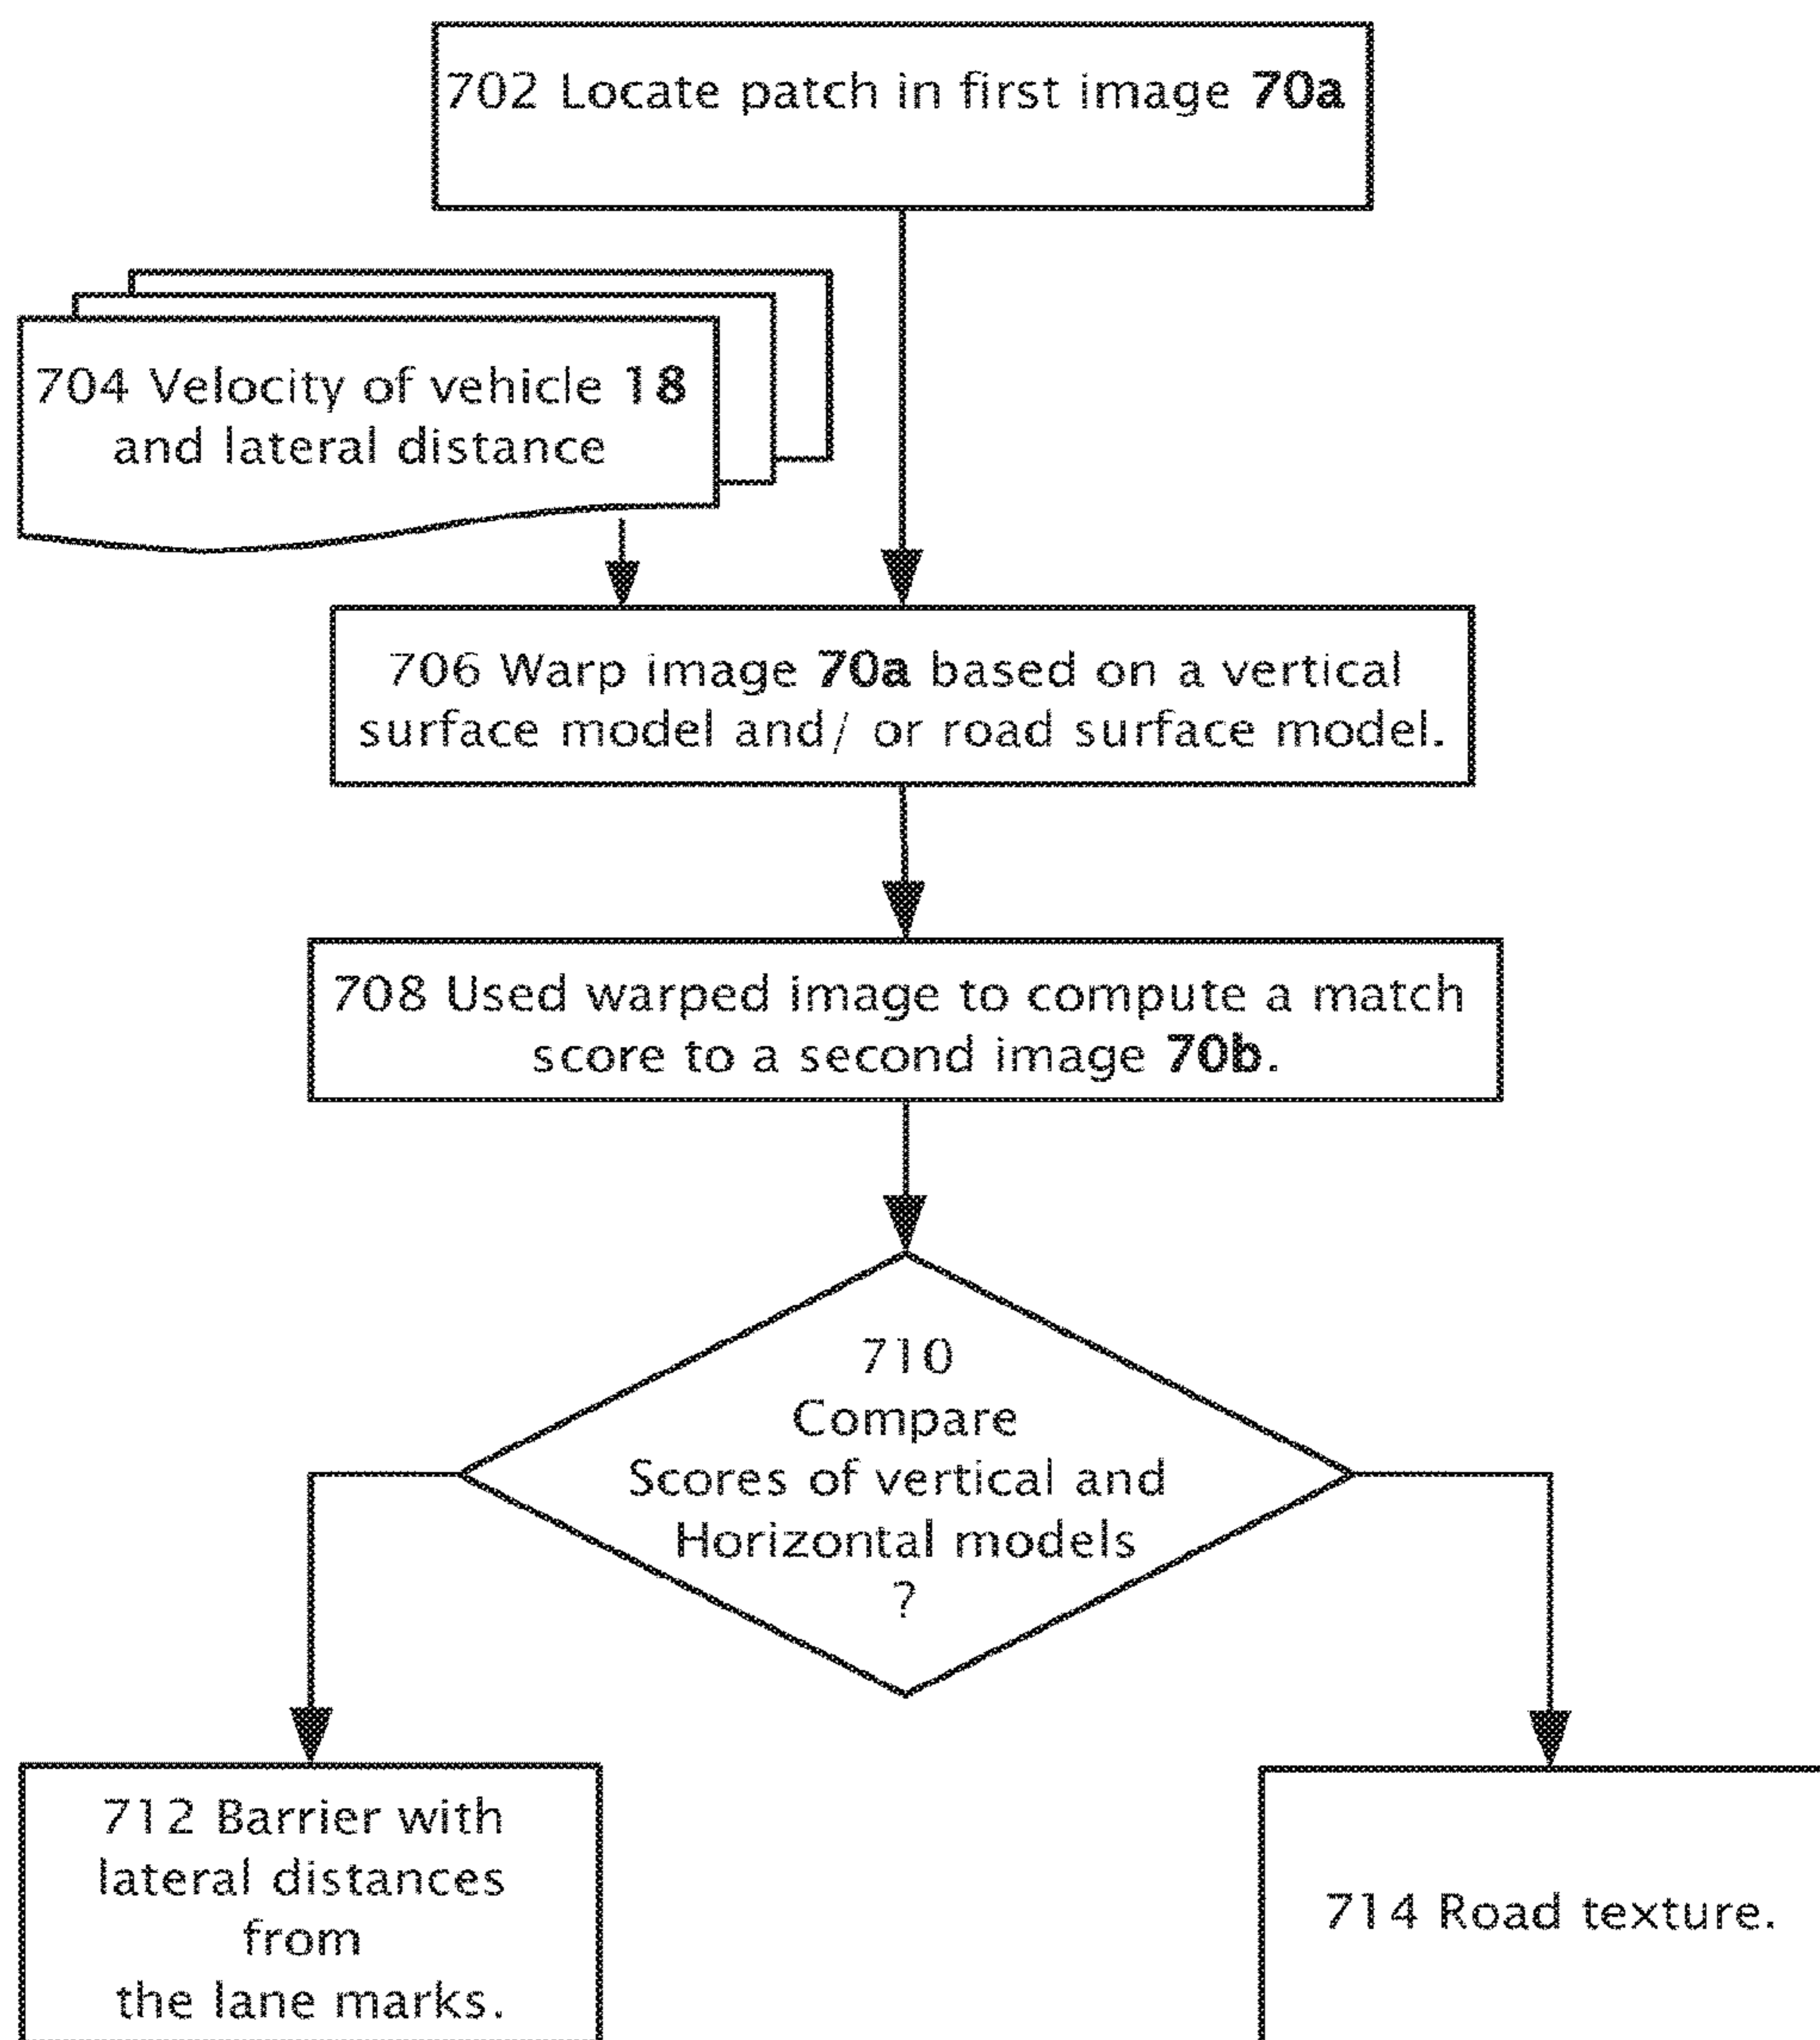 702 Locate patch in first image 70a
704 Velocity of vehicle 18
and lateral distance
706 Warp image 70a based on a vertical
surface model and/ or road surface model.
708 Used warped image to compute a match
score to a second image 70b.
710
Compare
Scores of vertical and
Horizontal models
?
712 Barrier with
lateral distances
from
the lane marks.
714 Road texture.